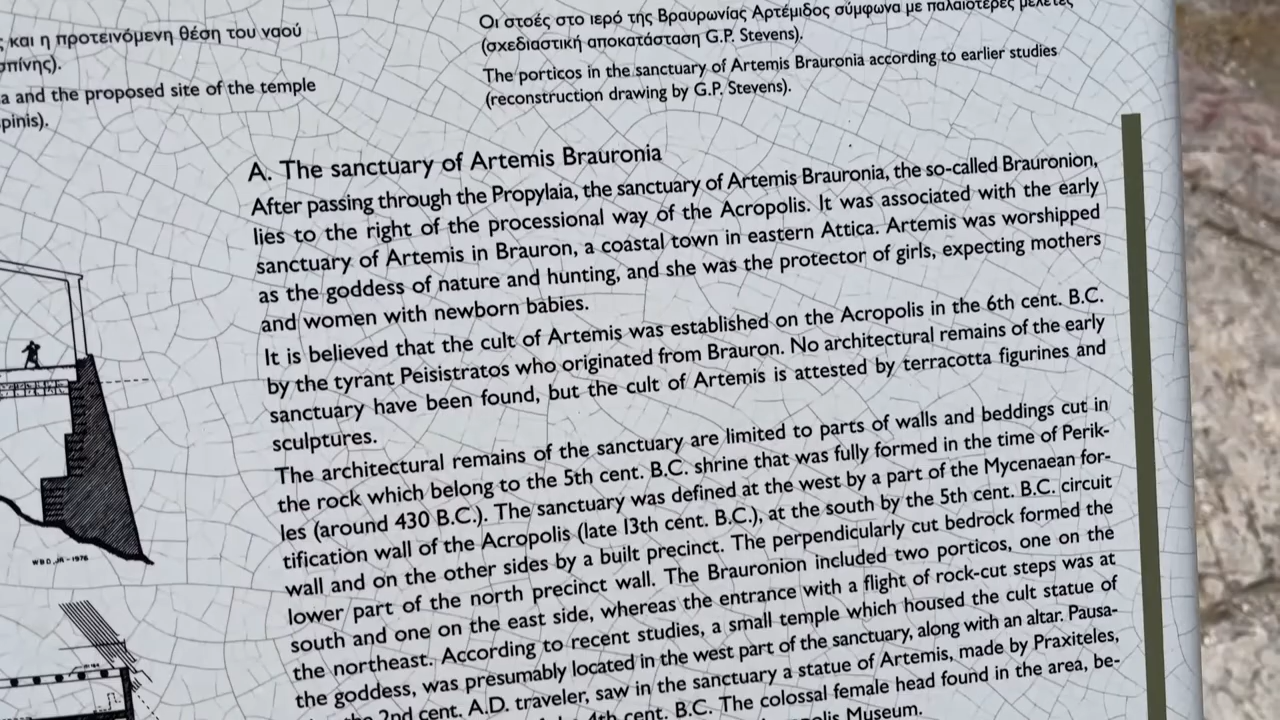 ς και η προτεινόμενη θέση του ναού
a and the proposed site of the temple
pinis).
Οι στοές στο ιερό της Βραυρωνίας Αρτέμιδος σύμφωνα με παλαιότερες μελέτες
(σχεδιαστική αποκατάσταση G.P. Stevens).
The porticos in the sanctuary of Artemis Brauronia according to earlier studies
(reconstruction drawing by G.P. Stevens).
A. The sanctuary of Artemis Brauronia
After passing through the Propylaia, the sanctuary of Artemis Brauronia, the so-called Brauronion,
lies to the right of the processional way of the Acropolis. It was associated with the early
sanctuary of Artemis in Brauron, a coastal town in eastern Attica. Artemis was worshipped
as the goddess of nature and hunting, and she was the protector of girls, expecting mothers
and women with newborn babies.
It is believed that the cult of Artemis was established on the Acropolis in the 6th cent. B.C.
by the tyrant Peisistratos who originated from Brauron. No architectural remains of the early
sanctuary have been found, but the cult of Artemis is attested by terracotta figurines and
sculptures.
The architectural remains of the sanctuary are limited to parts of walls and beddings cut in
the rock which belong to the 5th cent. B.C. shrine that was fully formed in the time of Perik-
les (around 430 B.C.). The sanctuary was defined at the west by a part of the Mycenaean for-
tification wall of the Acropolis (late 13th cent. B.C.), at the south by the 5th cent. B.C. circuit
wall and on the other sides by a built precinct. The perpendicularly cut bedrock formed the
lower part of the north precinct wall. The Brauronion included two porticos, one on the
south and one on the east side, whereas the entrance with a flight of rock-cut steps was at
the northeast. According to recent studies, a small temple which housed the cult statue of
the goddess, was presumably located in the west part of the sanctuary, along with an altar. Pausa-
2nd cent. A.D. traveler, saw in the sanctuary a statue of Artemis, made by Praxiteles,
4th cent. B.C. The colossal female head found in the area, be-
polis Museum.
W.B.D. JR - 1976